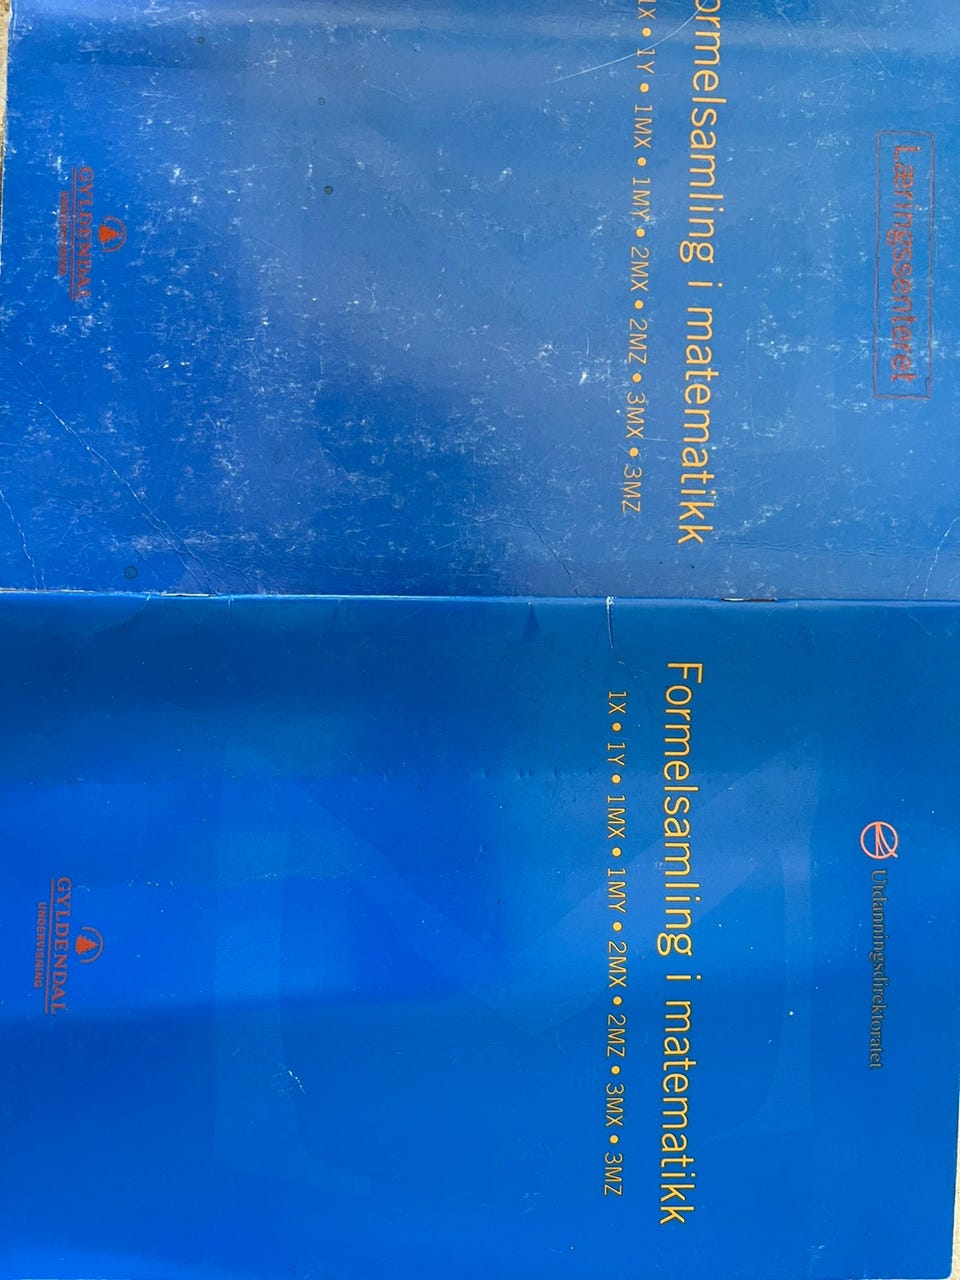 Læringssenteret
ormelsamling i matematikk
1X • 1Y • 1MX • 1MY • 2MX • 2MZ • 3MX • 3MZ
GYLDENDAL
UNDERVISNING
Utdanningsdirektoratet
Formelsamling i matematikk
1X • 1Y • 1MX • 1MY • 2MX • 2MZ • 3MX • 3MZ
GYLDENDAL
UNDERVISNING